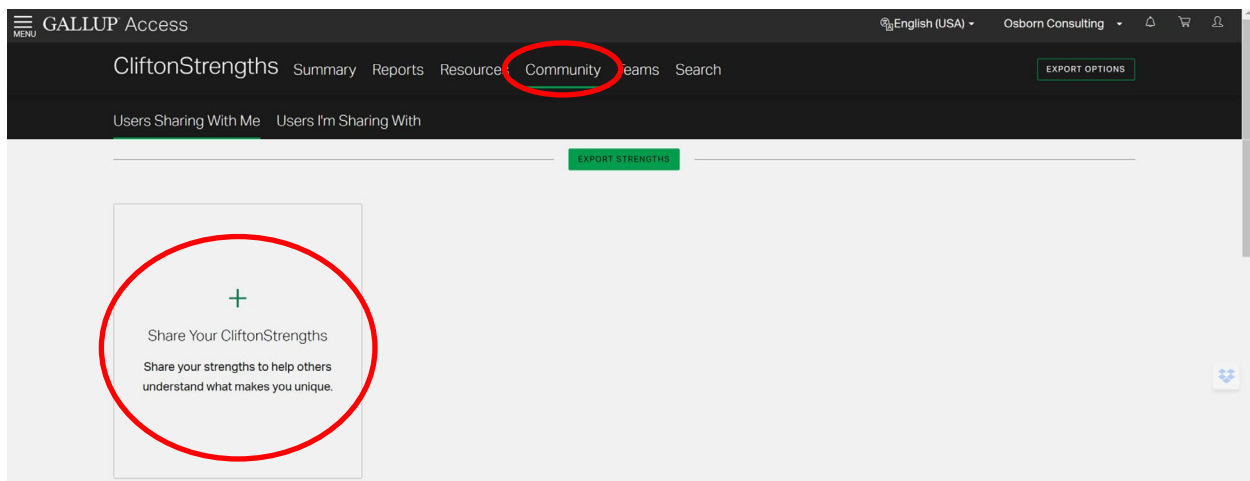 MENU GALLUP Access English (USA) Osborn Consulting
CliftonStrengths Summary Reports Resources Community Teams Search EXPORT OPTIONS
Users Sharing With Me Users I'm Sharing With
EXPORT STRENGTHS
+
Share Your CliftonStrengths
Share your strengths to help others
understand what makes you unique.